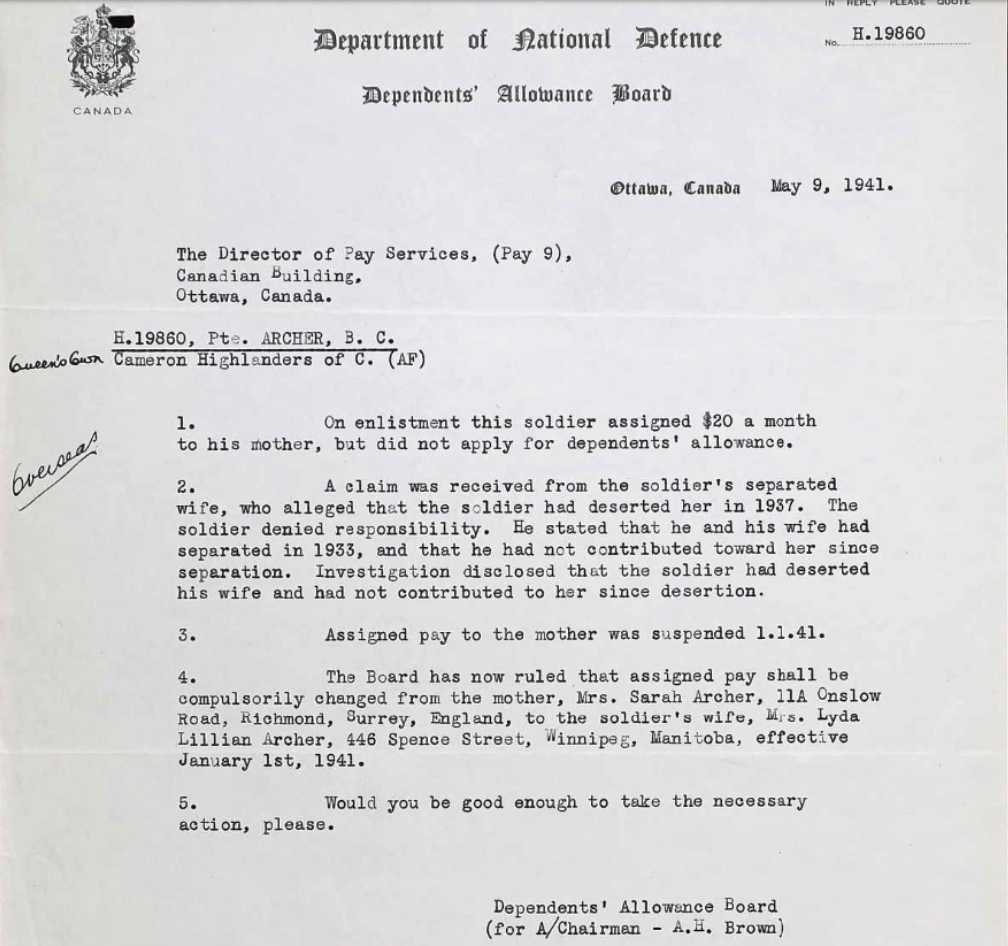 IN REPLY PLEASE QUOTE
No. H.19860
CANADA
Department of National Defence
Dependents' Allowance Board
Ottawa, Canada May 9, 1941.
The Director of Pay Services, (Pay 9),
Canadian Building,
Ottawa, Canada.
H.19860, Pte. ARCHER, B. C.
Queen's Own Cameron Highlanders of C. (AF)
Overseas
1. On enlistment this soldier assigned $20 a month
to his mother, but did not apply for dependents' allowance.
2. A claim was received from the soldier's separated
wife, who alleged that the soldier had deserted her in 1937. The
soldier denied responsibility. He stated that he and his wife had
separated in 1933, and that he had not contributed toward her since
separation. Investigation disclosed that the soldier had deserted
his wife and had not contributed to her since desertion.
3. Assigned pay to the mother was suspended 1.1.41.
4. The Board has now ruled that assigned pay shall be
compulsorily changed from the mother, Mrs. Sarah Archer, 11A Onslow
Road, Richmond, Surrey, England, to the soldier's wife, Mrs. Lyda
Lillian Archer, 446 Spence Street, Winnipeg, Manitoba, effective
January 1st, 1941.
5. Would you be good enough to take the necessary
action, please.
Dependents' Allowance Board
(for A/Chairman - A.H. Brown)